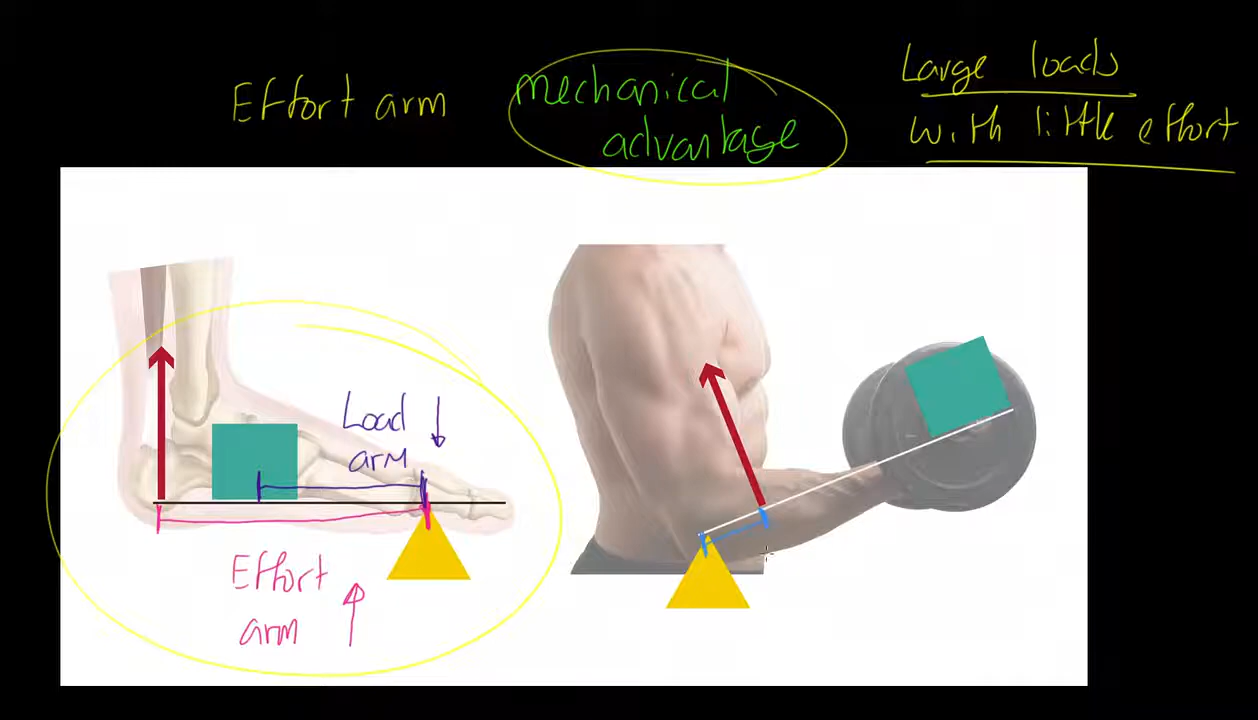 Effort arm
mechanical
advantage
Large loads
with little effort
Load
arm
Effort
arm